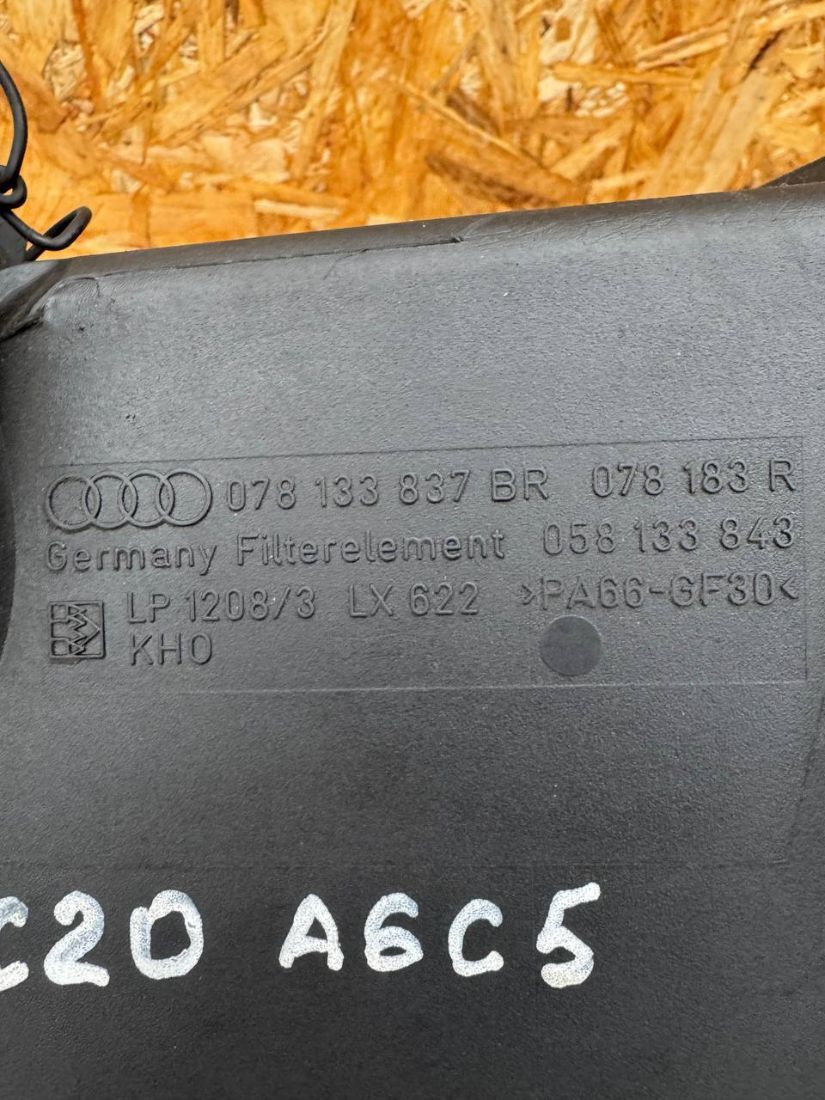 078 133 837 BR 078 183 R
Germany Filterelement 058 133 843
LP 1208/3 LX 622 >PA66-GF30<
KHO
C20 A6C5